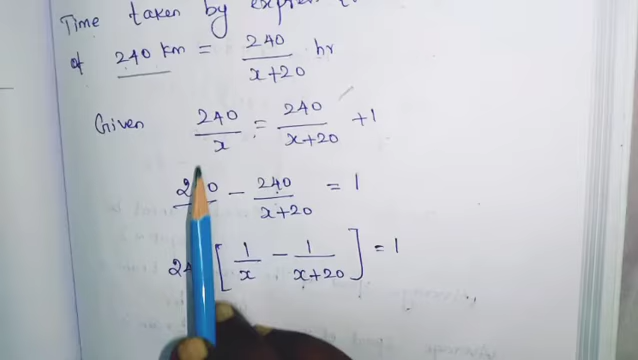 Time taken by express
of 240 km = 240/(x+20) hr
Given 240/x = 240/(x+20) + 1
- 240/(x+20) = 1
[1/x - 1/(x+20)] = 1